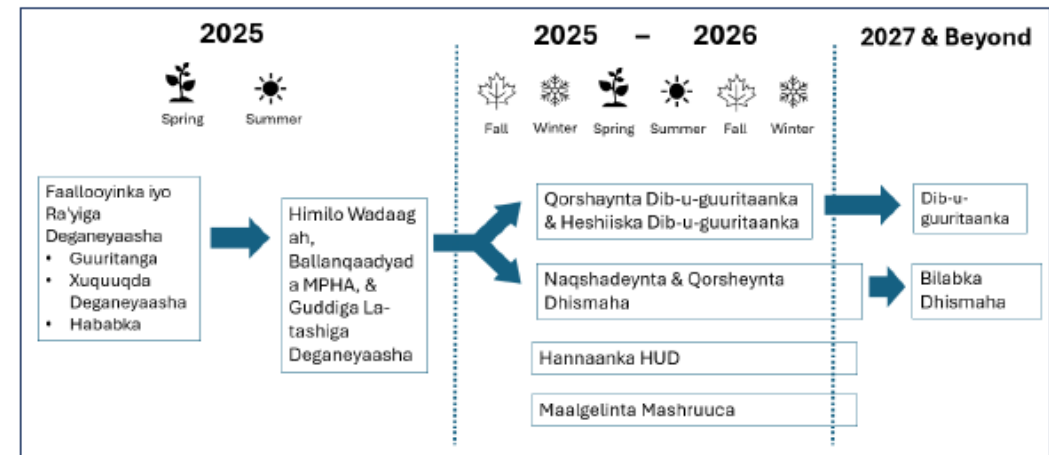 2025
2025 – 2026
2027 & Beyond
Spring
Summer
Fall
Winter
Spring
Summer
Fall
Winter
Faallooyinka iyo
Ra'yiga
Deganeyaasha
• Guuritanga
• Xuquuqda
Deganeyaasha
• Hababka
Himilo Wadaag
ah,
Ballanqaadyad
a MPHA, &
Guddiga La-
tashiga
Deganeyaasha
Qorshaynta Dib-u-guuritaanka
& Heshiiska Dib-u-guuritaanka
Dib-u-
guuritaanka
Naqshadeynta & Qorsheynta
Dhismaha
Bilabka
Dhismaha
Hannaanka HUD
Maalgelinta Mashruuca